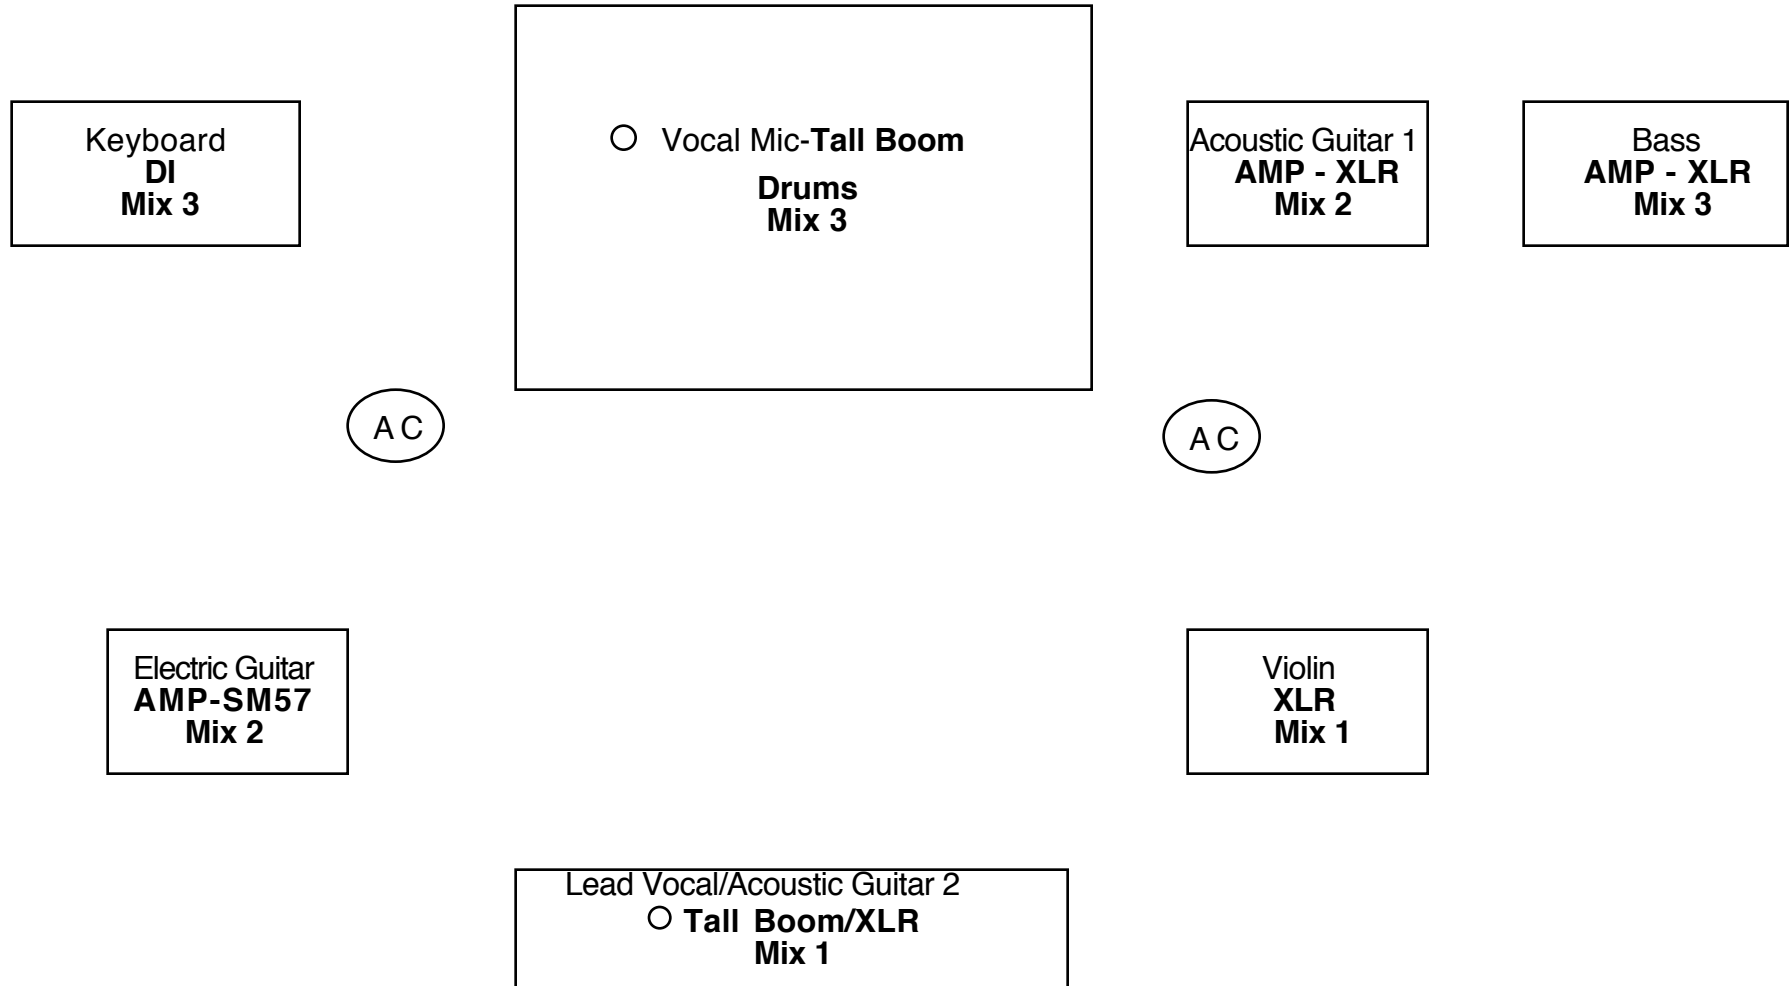 Keyboard
DI
Mix 3
Vocal Mic-Tall Boom
Drums
Mix 3
Acoustic Guitar 1
AMP - XLR
Mix 2
Bass
AMP - XLR
Mix 3
A C
A C
Electric Guitar
AMP-SM57
Mix 2
Violin
XLR
Mix 1
Lead Vocal/Acoustic Guitar 2
Tall Boom/XLR
Mix 1